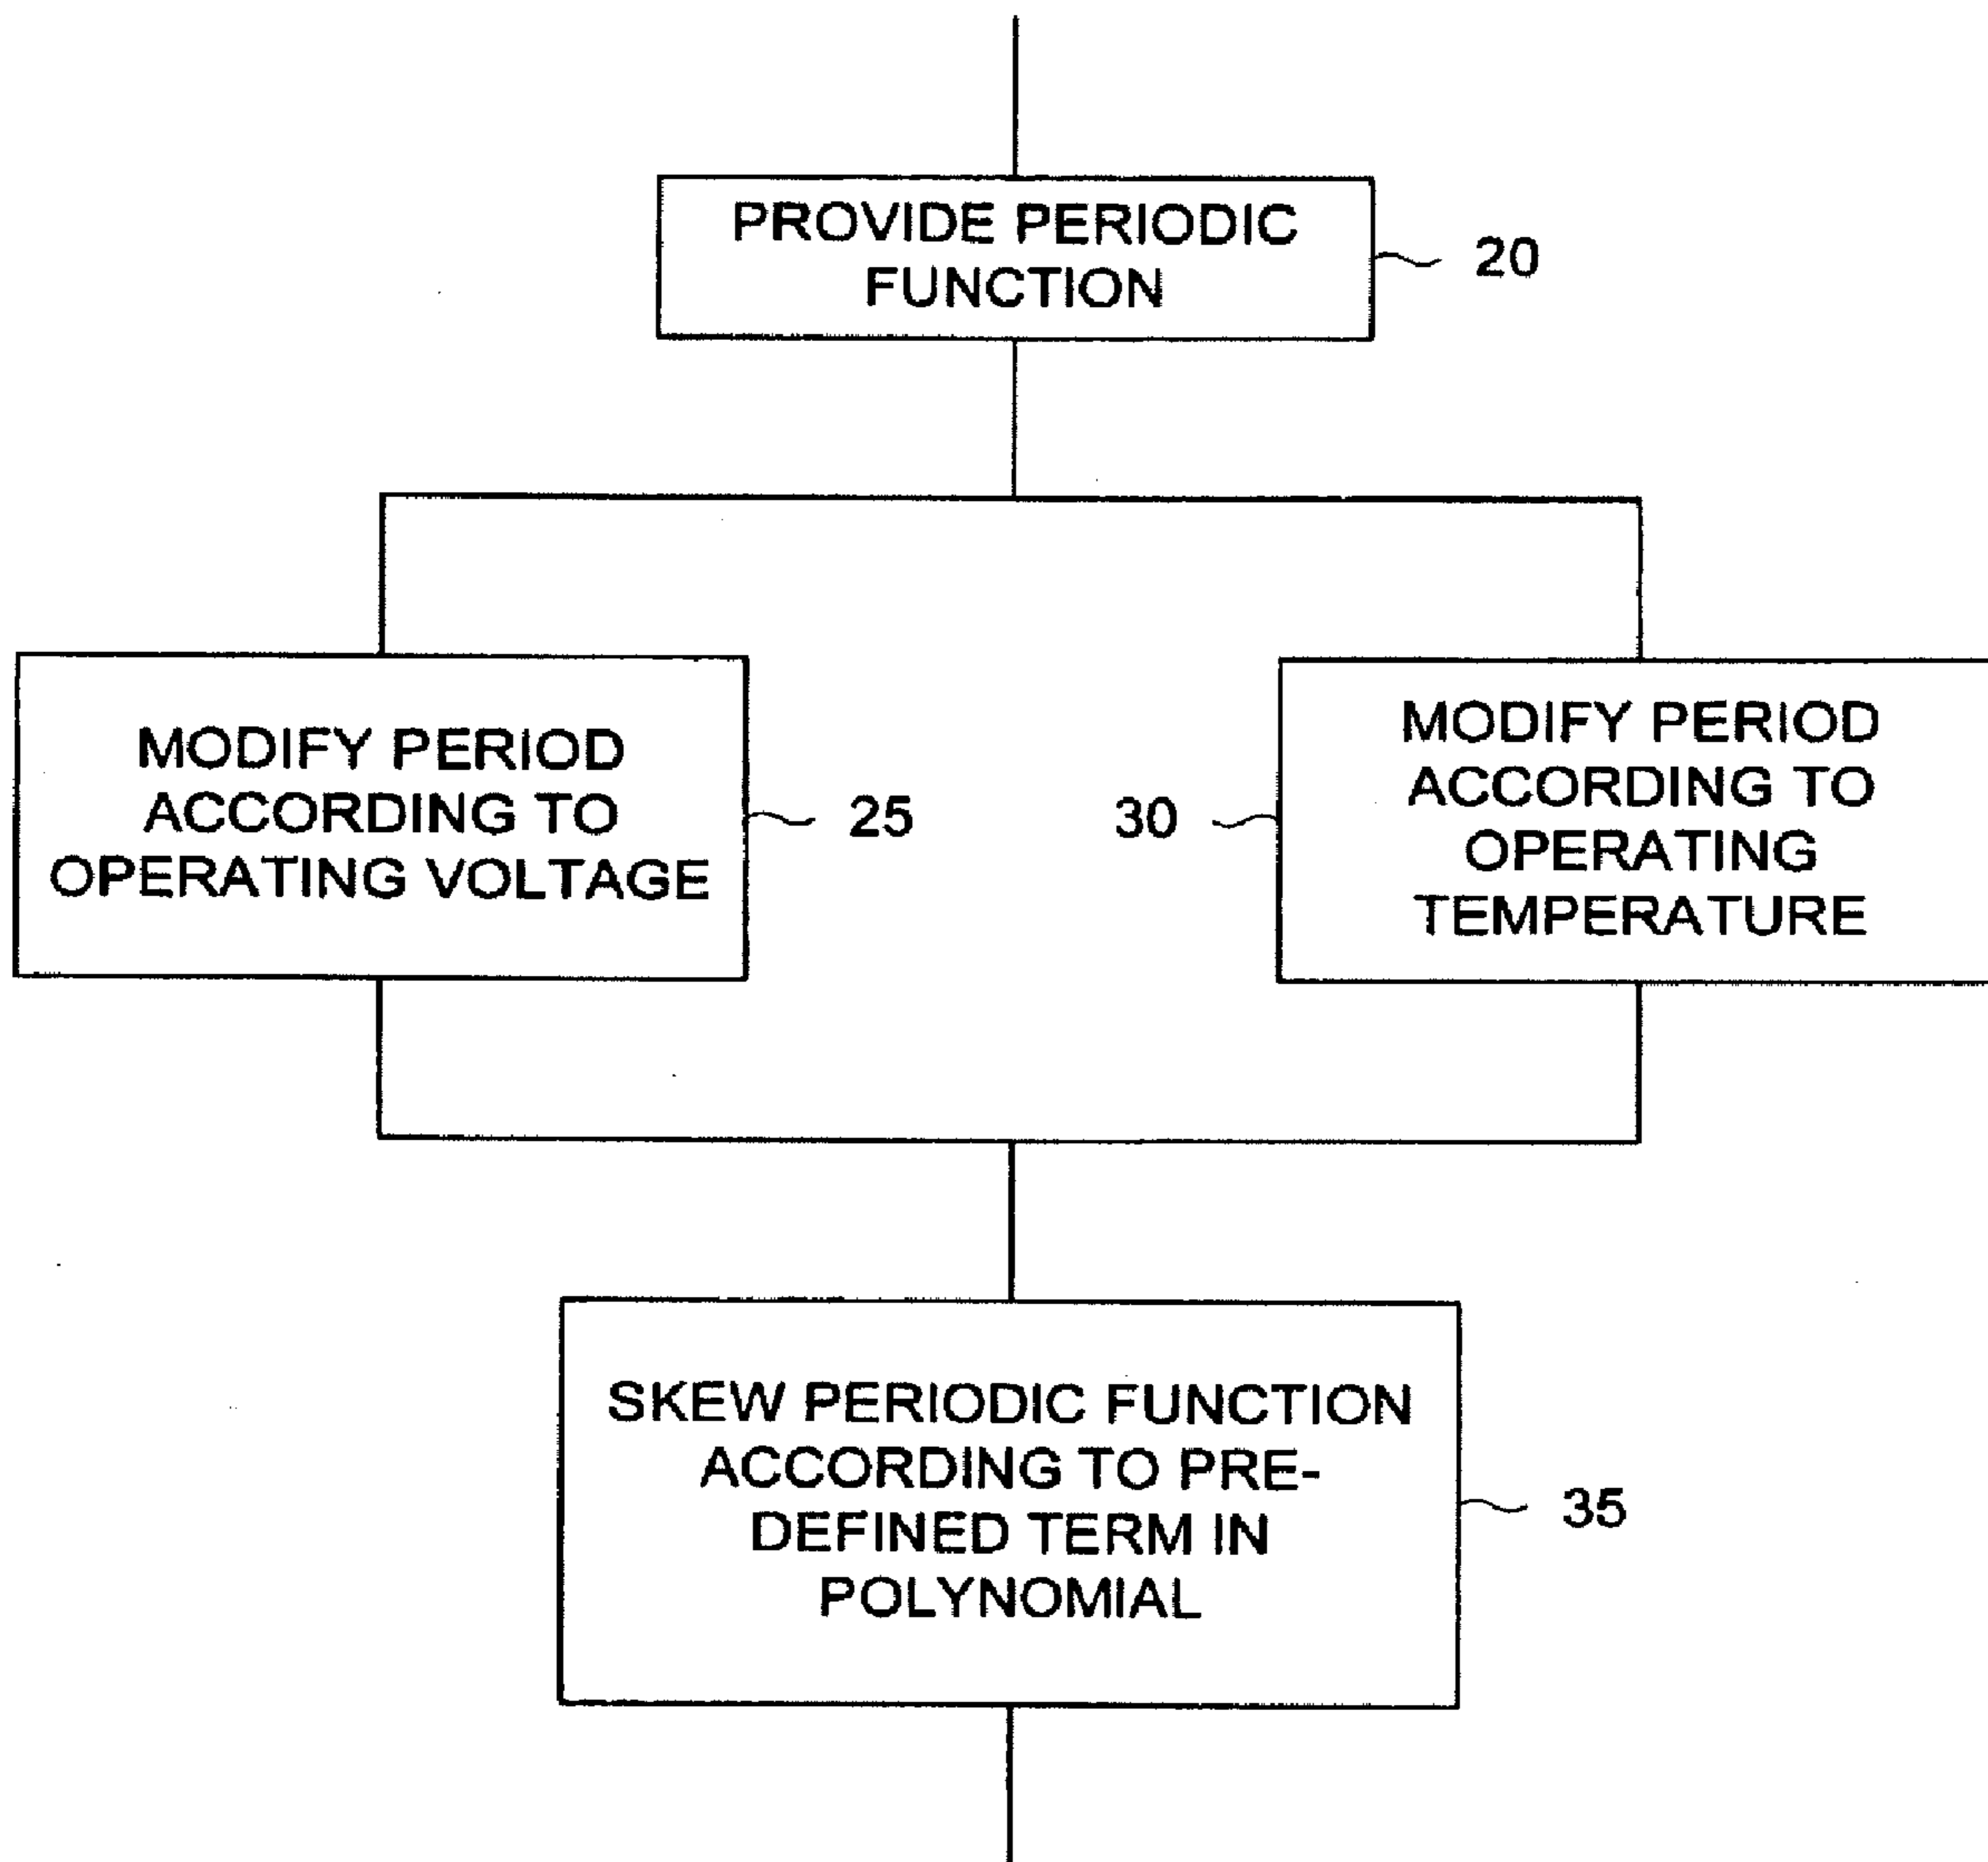 PROVIDE PERIODIC
FUNCTION
20
MODIFY PERIOD
ACCORDING TO
OPERATING VOLTAGE
25
30
MODIFY PERIOD
ACCORDING TO
OPERATING
TEMPERATURE
SKEW PERIODIC FUNCTION
ACCORDING TO PRE-
DEFINED TERM IN
POLYNOMIAL
35